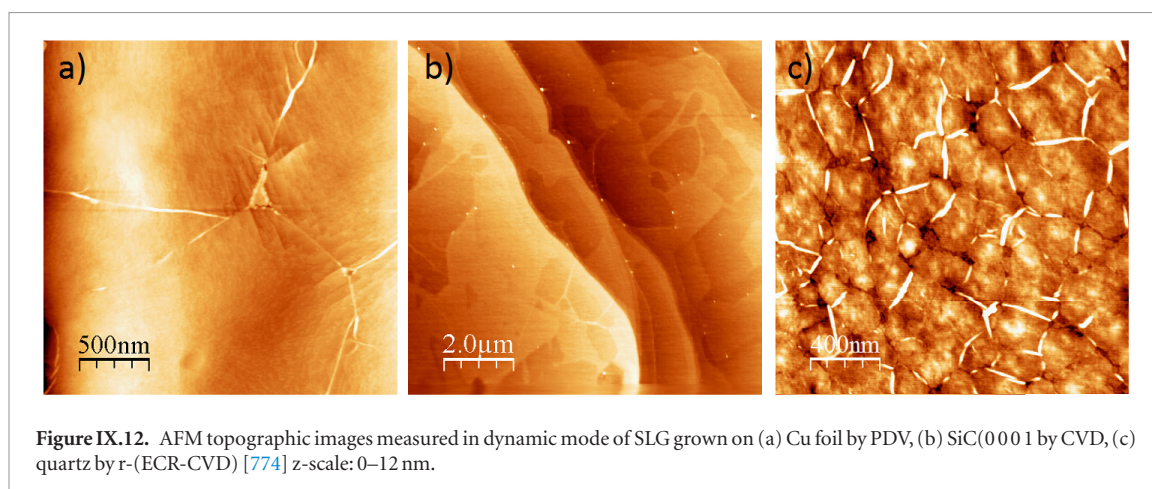 a)
b)
c)
500nm
2.0µm
400nm
Figure IX.12. AFM topographic images measured in dynamic mode of SLG grown on (a) Cu foil by PDV, (b) SiC(0 0 0 1 by CVD, (c)
quartz by r-(ECR-CVD) [774] z-scale: 0–12 nm.